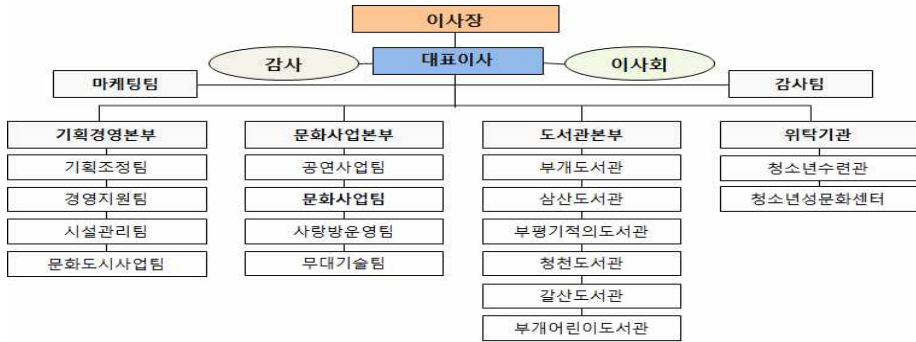 이사장
감사
대표이사
이사회
마케팅팀
감사팀
기획경영본부
기획조정팀
경영지원팀
시설관리팀
문화도시사업팀
문화사업본부
공연사업팀
문화사업팀
사랑방운영팀
무대기술팀
도서관본부
부개도서관
삼산도서관
부평기적의도서관
청천도서관
갈산도서관
부개어린이도서관
위탁기관
청소년수련관
청소년성문화센터